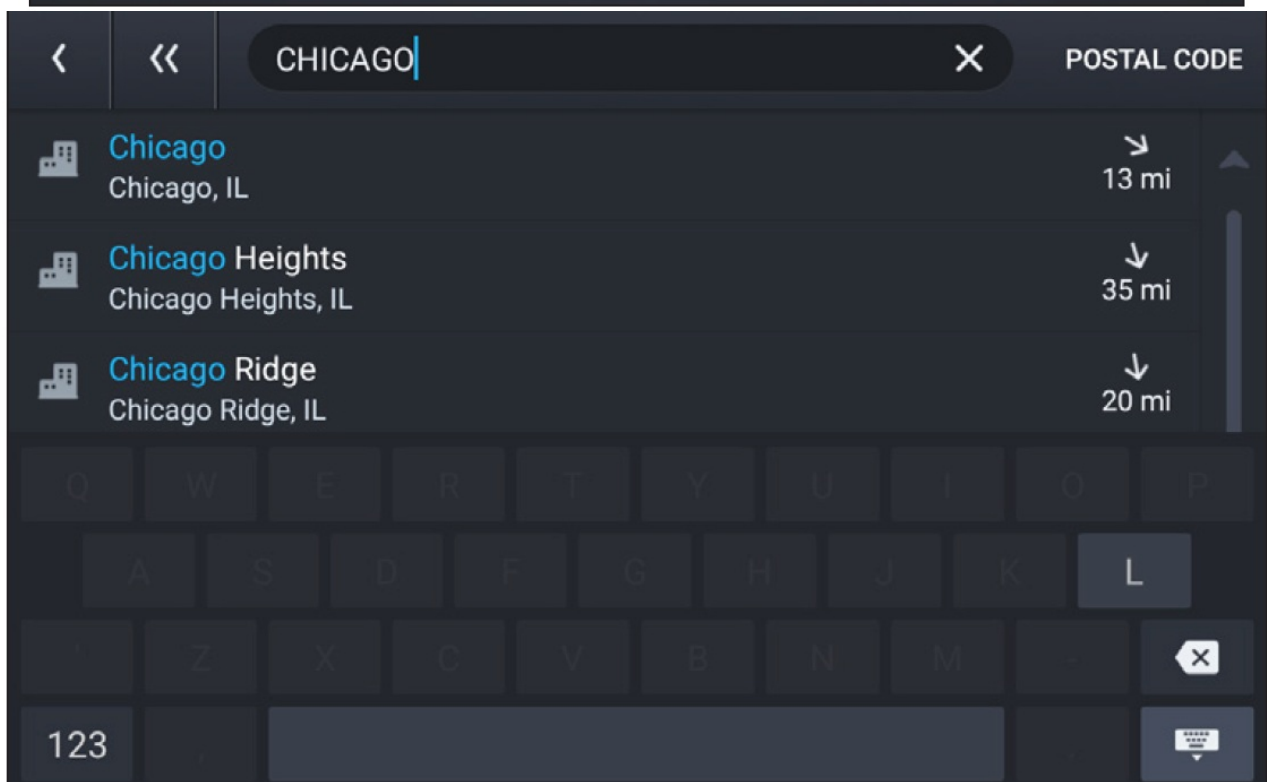 CHICAGO
POSTAL CODE
Chicago
Chicago, IL
13 mi
Chicago Heights
Chicago Heights, IL
35 mi
Chicago Ridge
Chicago Ridge, IL
20 mi
Q W E R T Y U I O P
A S D F G H J K L
' Z X C V B N M -
123 , .